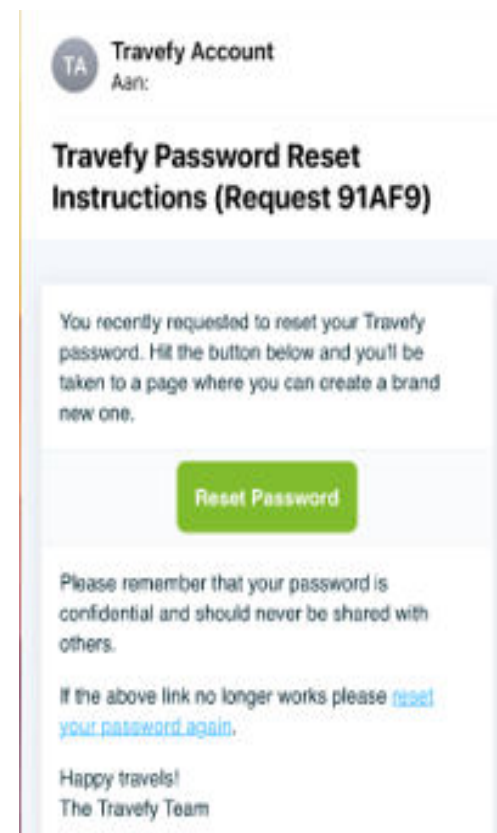 TA
Travefy Account
Aan:
Travefy Password Reset
Instructions (Request 91AF9)
You recently requested to reset your Travefy
password. Hit the button below and you'll be
taken to a page where you can create a brand
new one.
Reset Password
Please remember that your password is
confidential and should never be shared with
others.
If the above link no longer works please reset
your password again.
Happy travels!
The Travefy Team